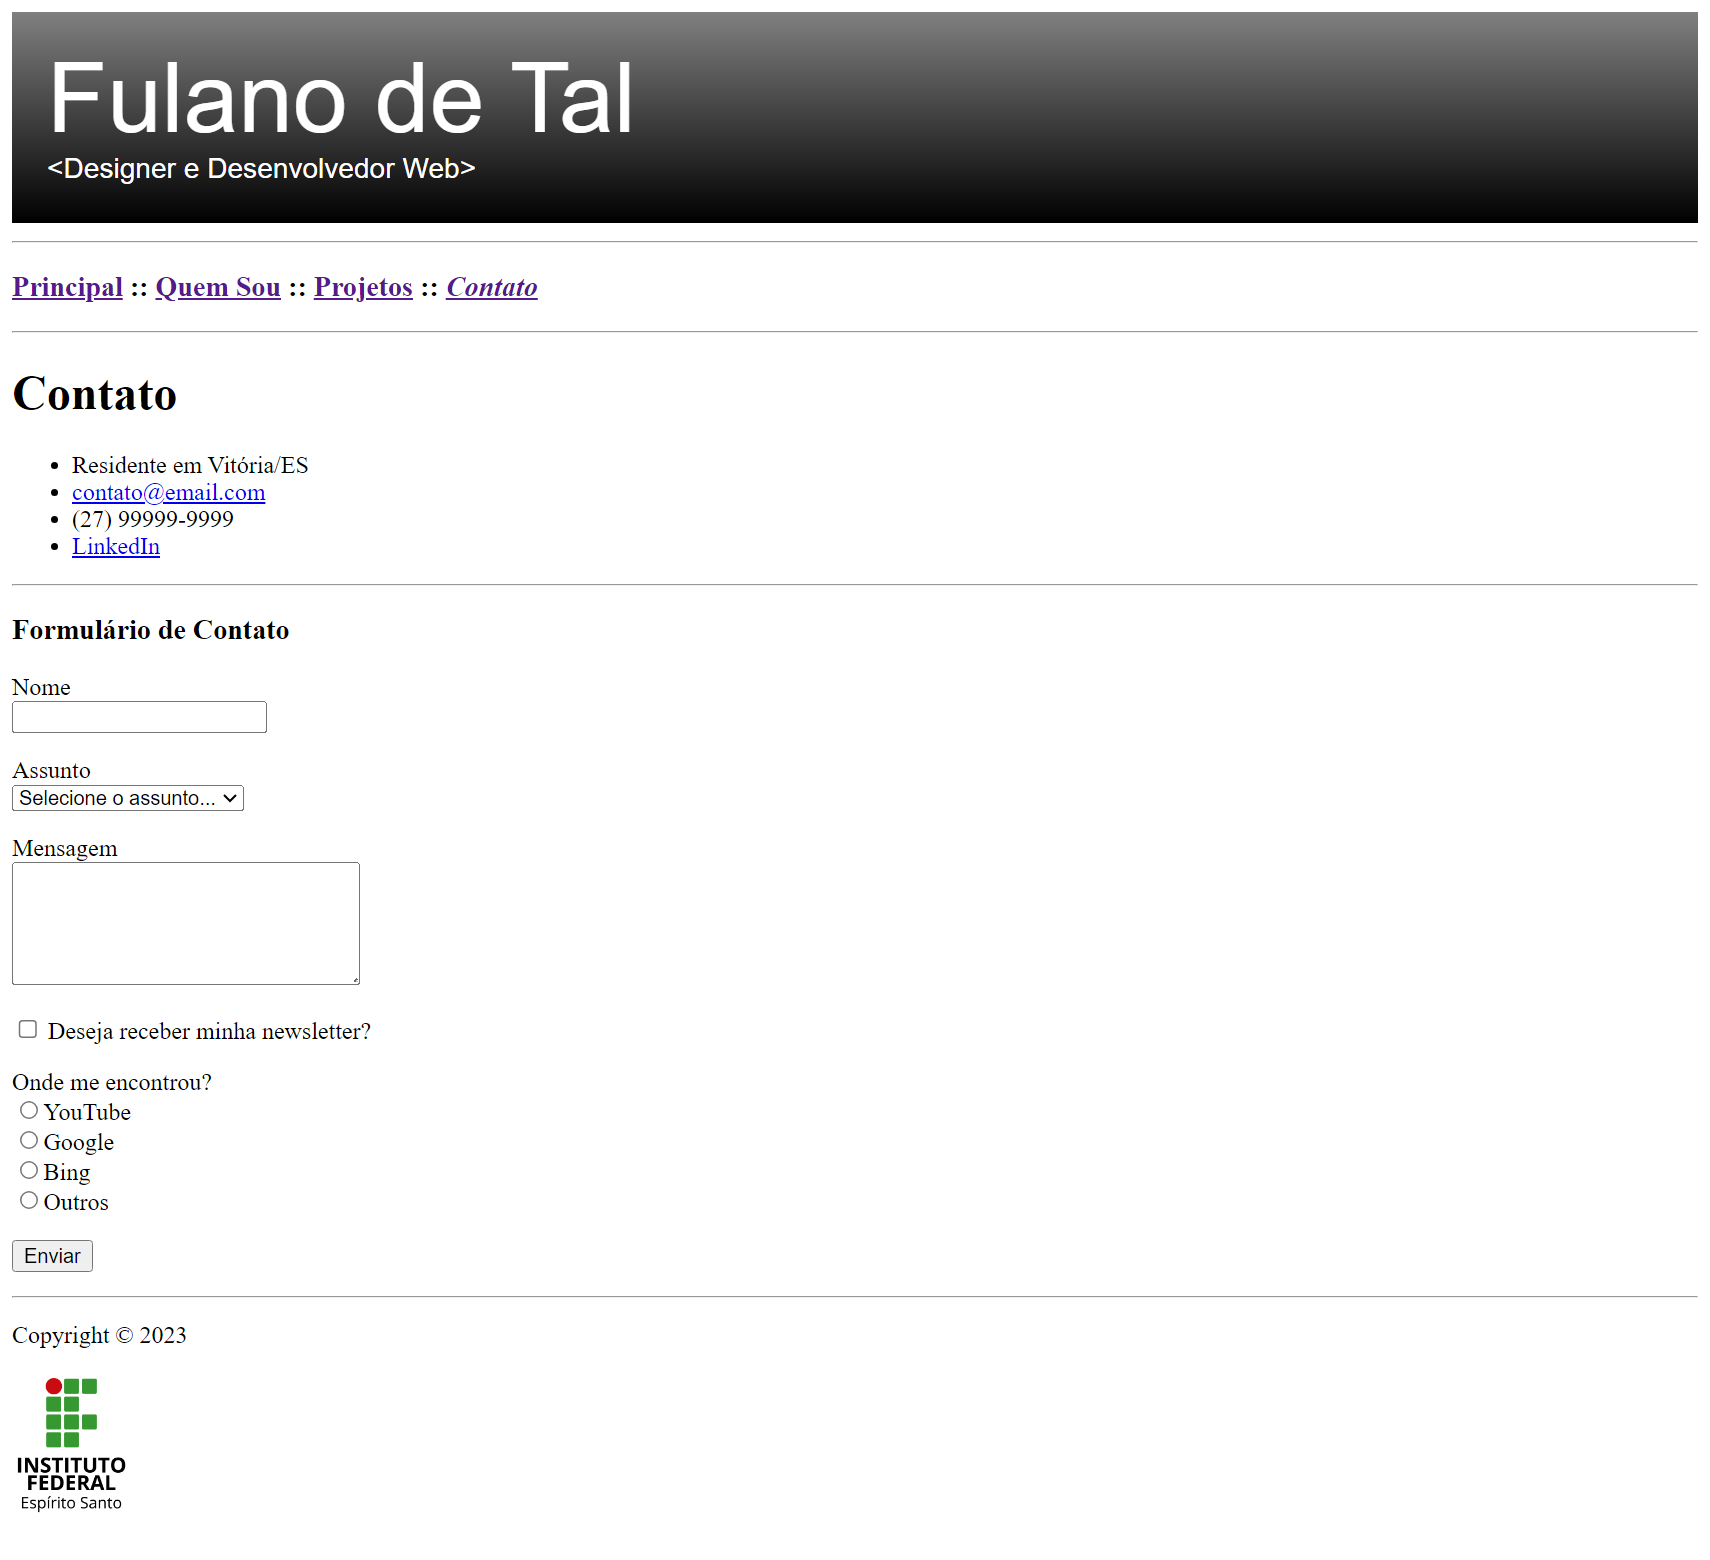 Fulano de Tal
<Designer e Desenvolvedor Web>
Principal :: Quem Sou :: Projetos :: Contato
Contato
Residente em Vitória/ES
contato@email.com
(27) 99999-9999
LinkedIn
Formulário de Contato
Nome
Assunto
Selecione o assunto...
Mensagem
Deseja receber minha newsletter?
Onde me encontrou?
YouTube
Google
Bing
Outros
Enviar
Copyright © 2023
INSTITUTO
FEDERAL
Espírito Santo